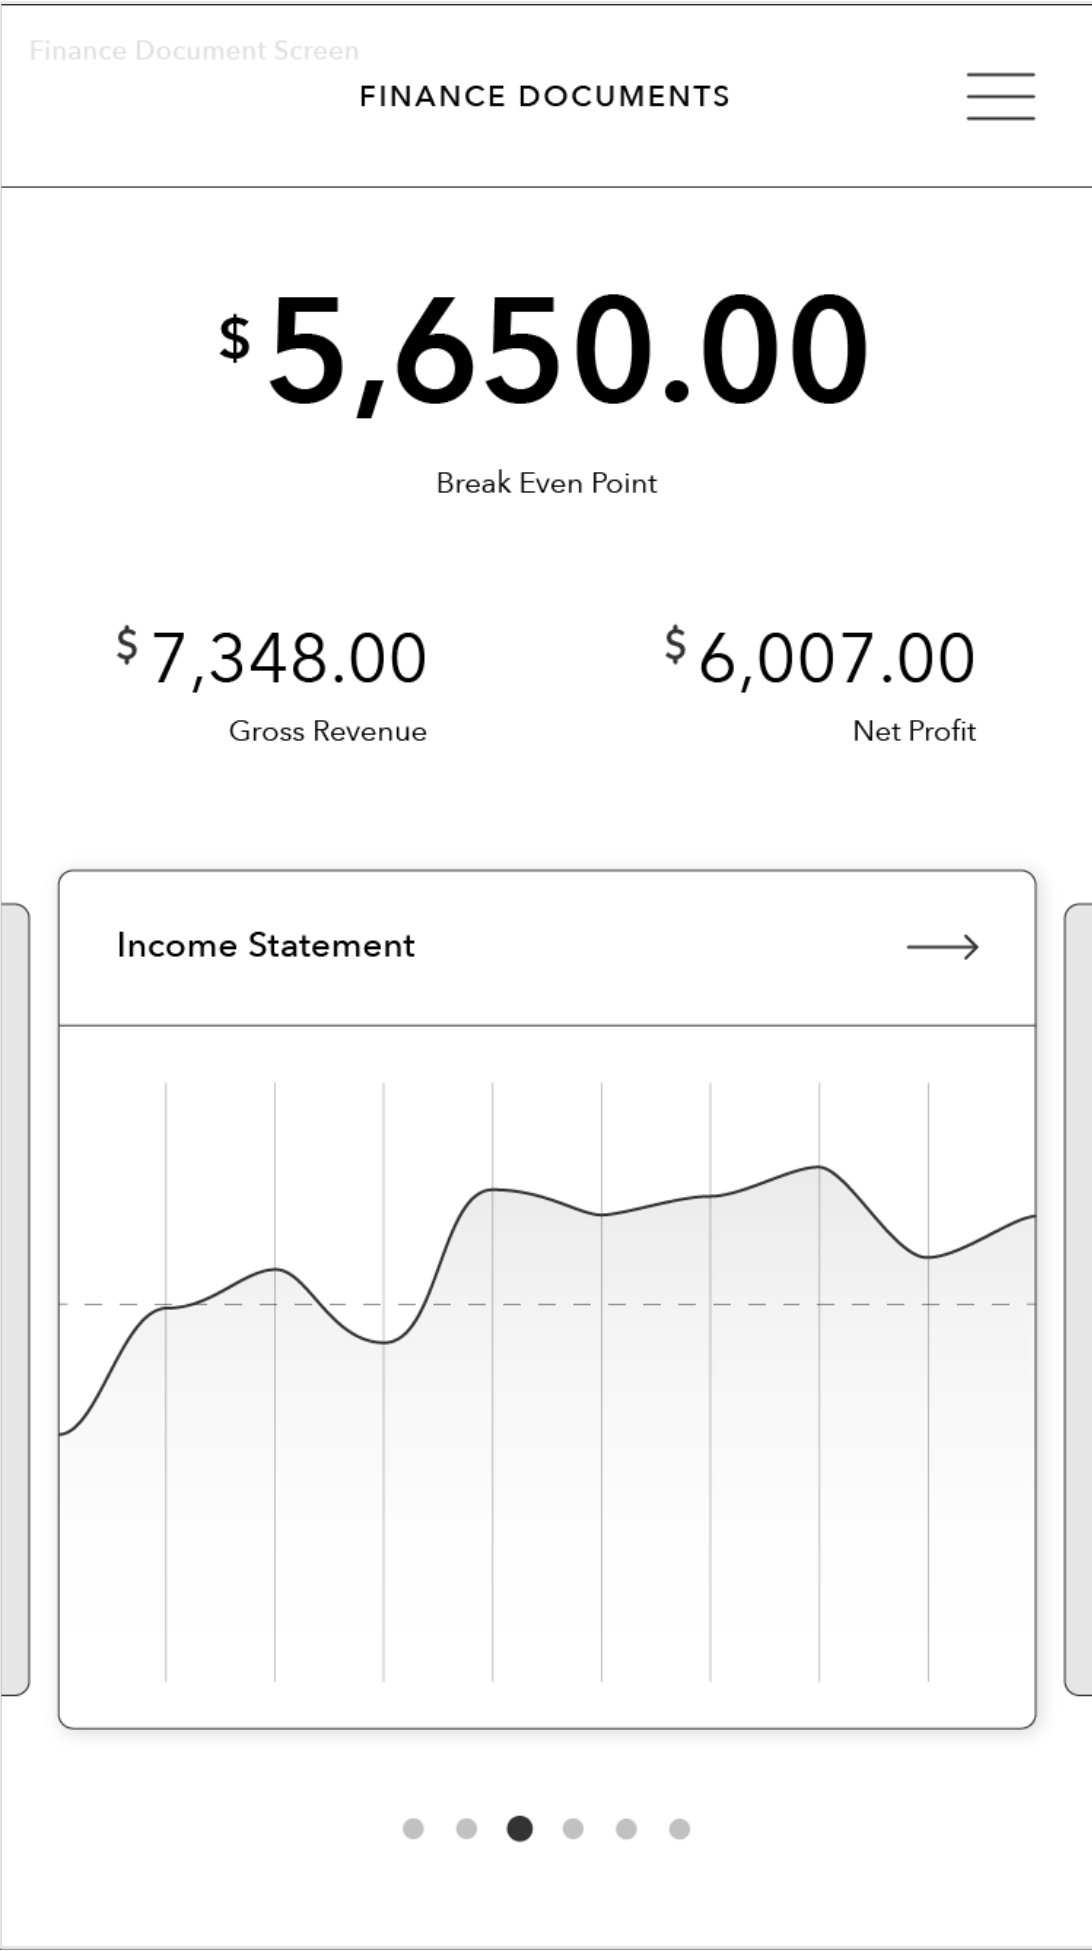 Finance Document Screen
FINANCE DOCUMENTS
$5,650.00
Break Even Point
$7,348.00
Gross Revenue
$6,007.00
Net Profit
Income Statement